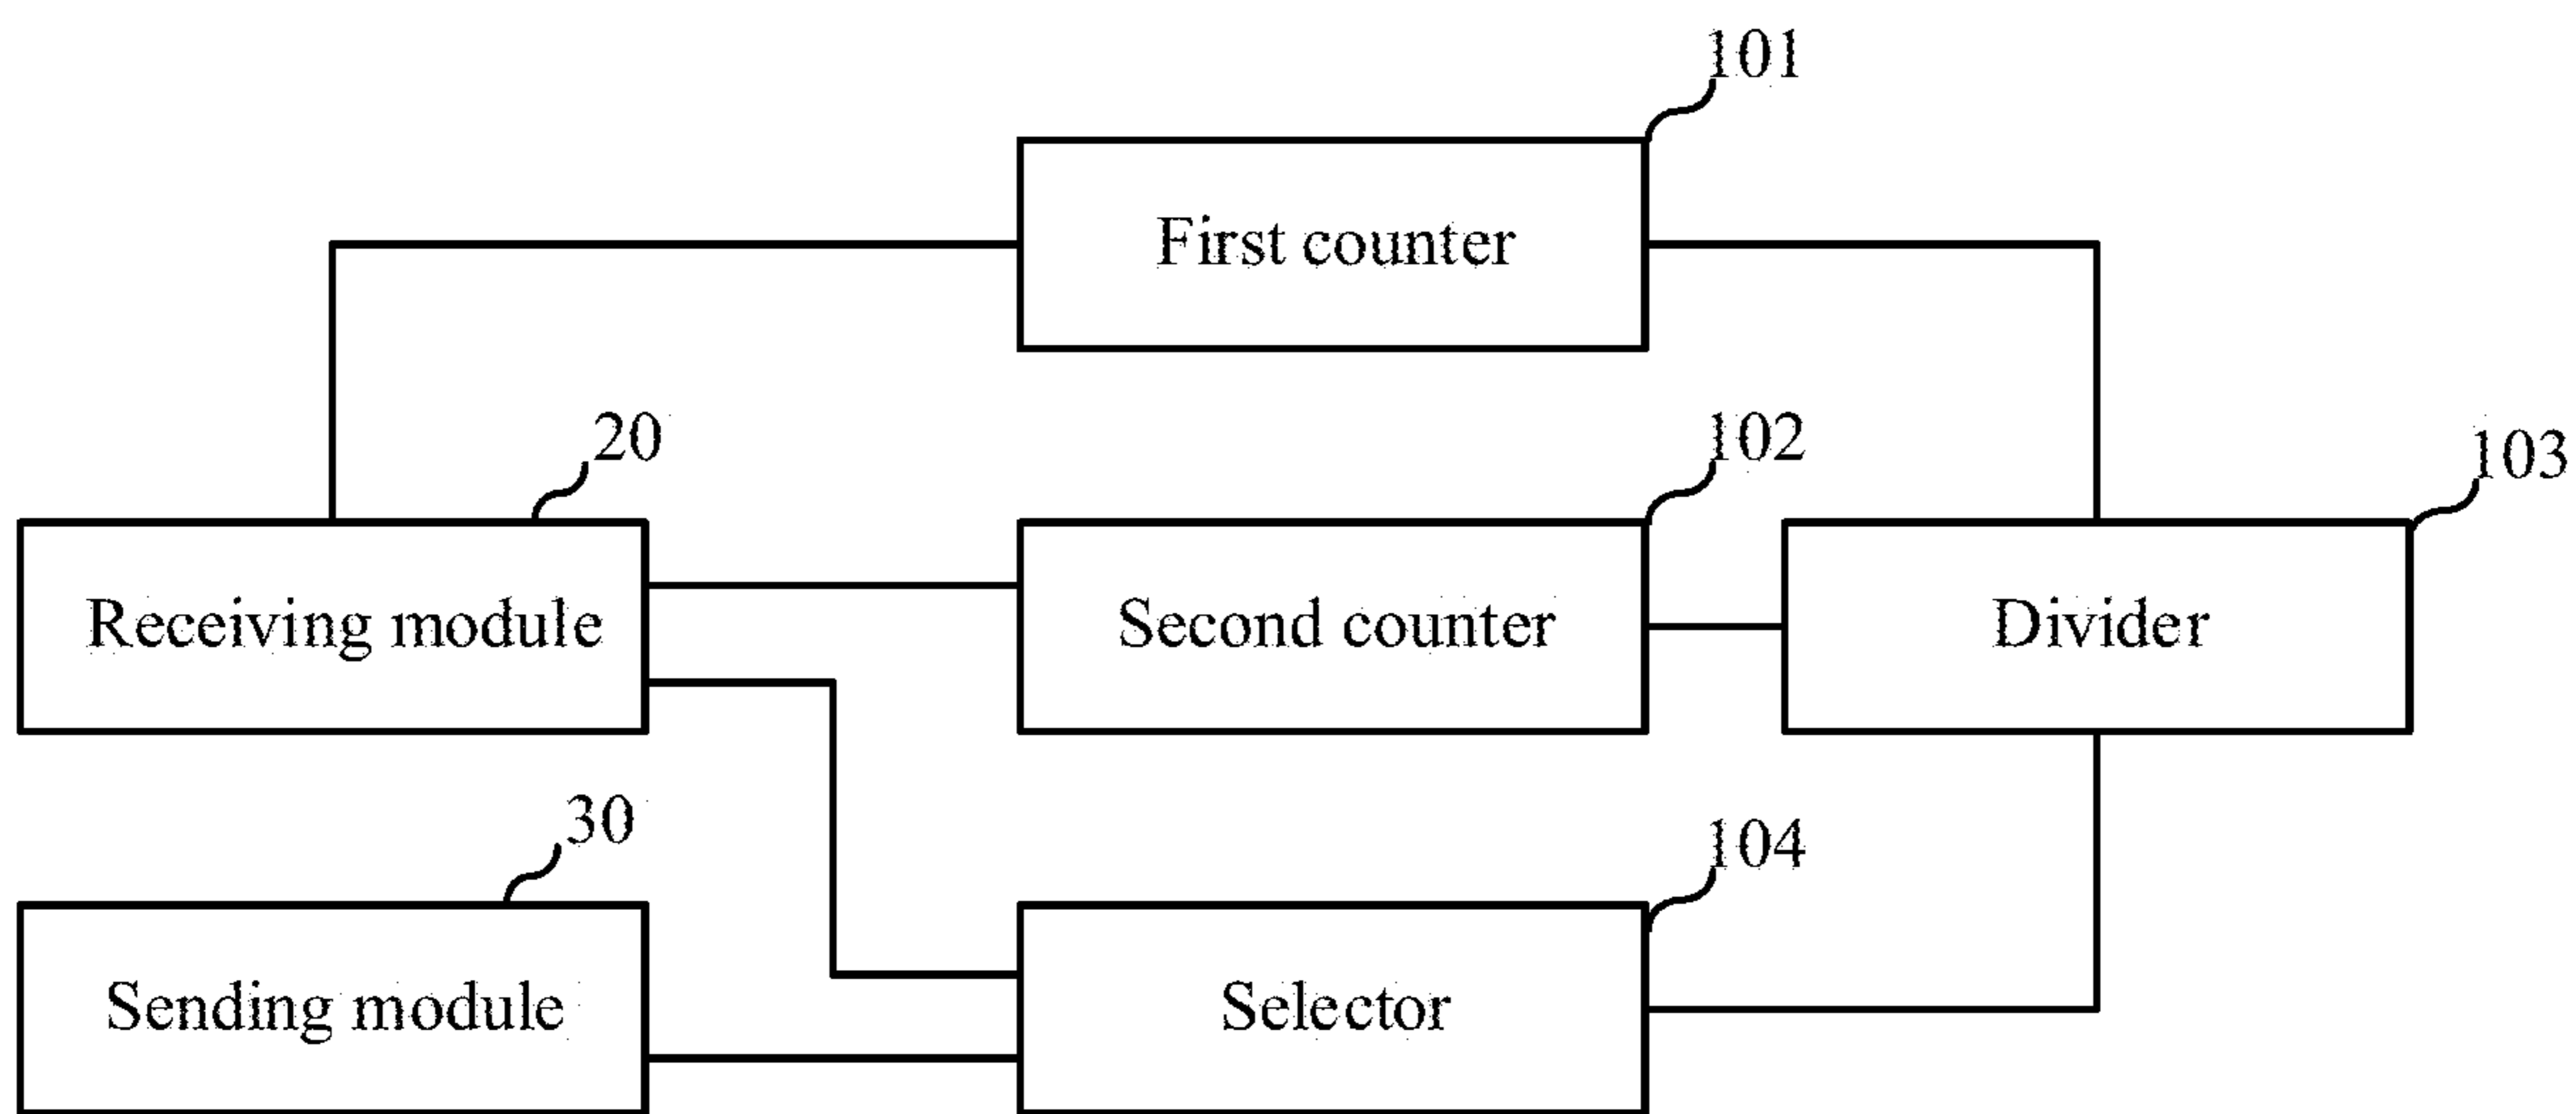 101
First counter
20
102
103
Receiving module
Second counter
Divider
30
104
Sending module
Selector